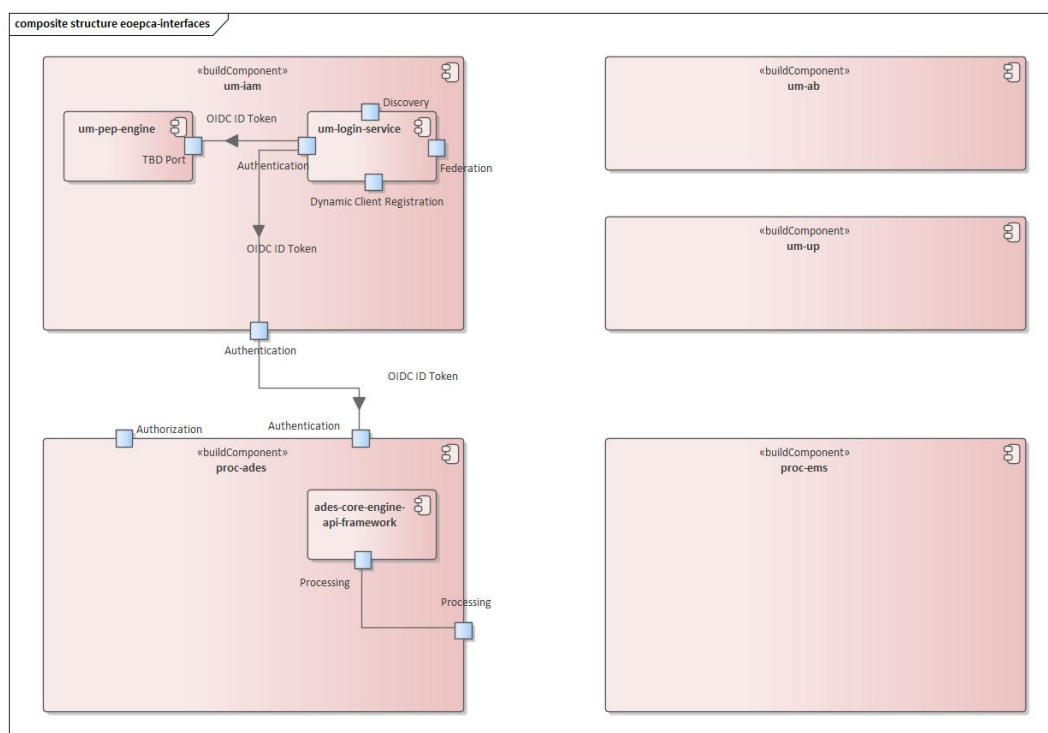 composite structure eoepca-interfaces
«buildComponent»
um-iam
um-pep-engine
TBD Port
OIDC ID Token
um-login-service
Discovery
Authentication
Federation
Dynamic Client Registration
OIDC ID Token
Authentication
OIDC ID Token
«buildComponent»
um-ab
«buildComponent»
um-up
Authorization
Authentication
«buildComponent»
proc-ades
ades-core-engine-
api-framework
Processing
Processing
«buildComponent»
proc-ems